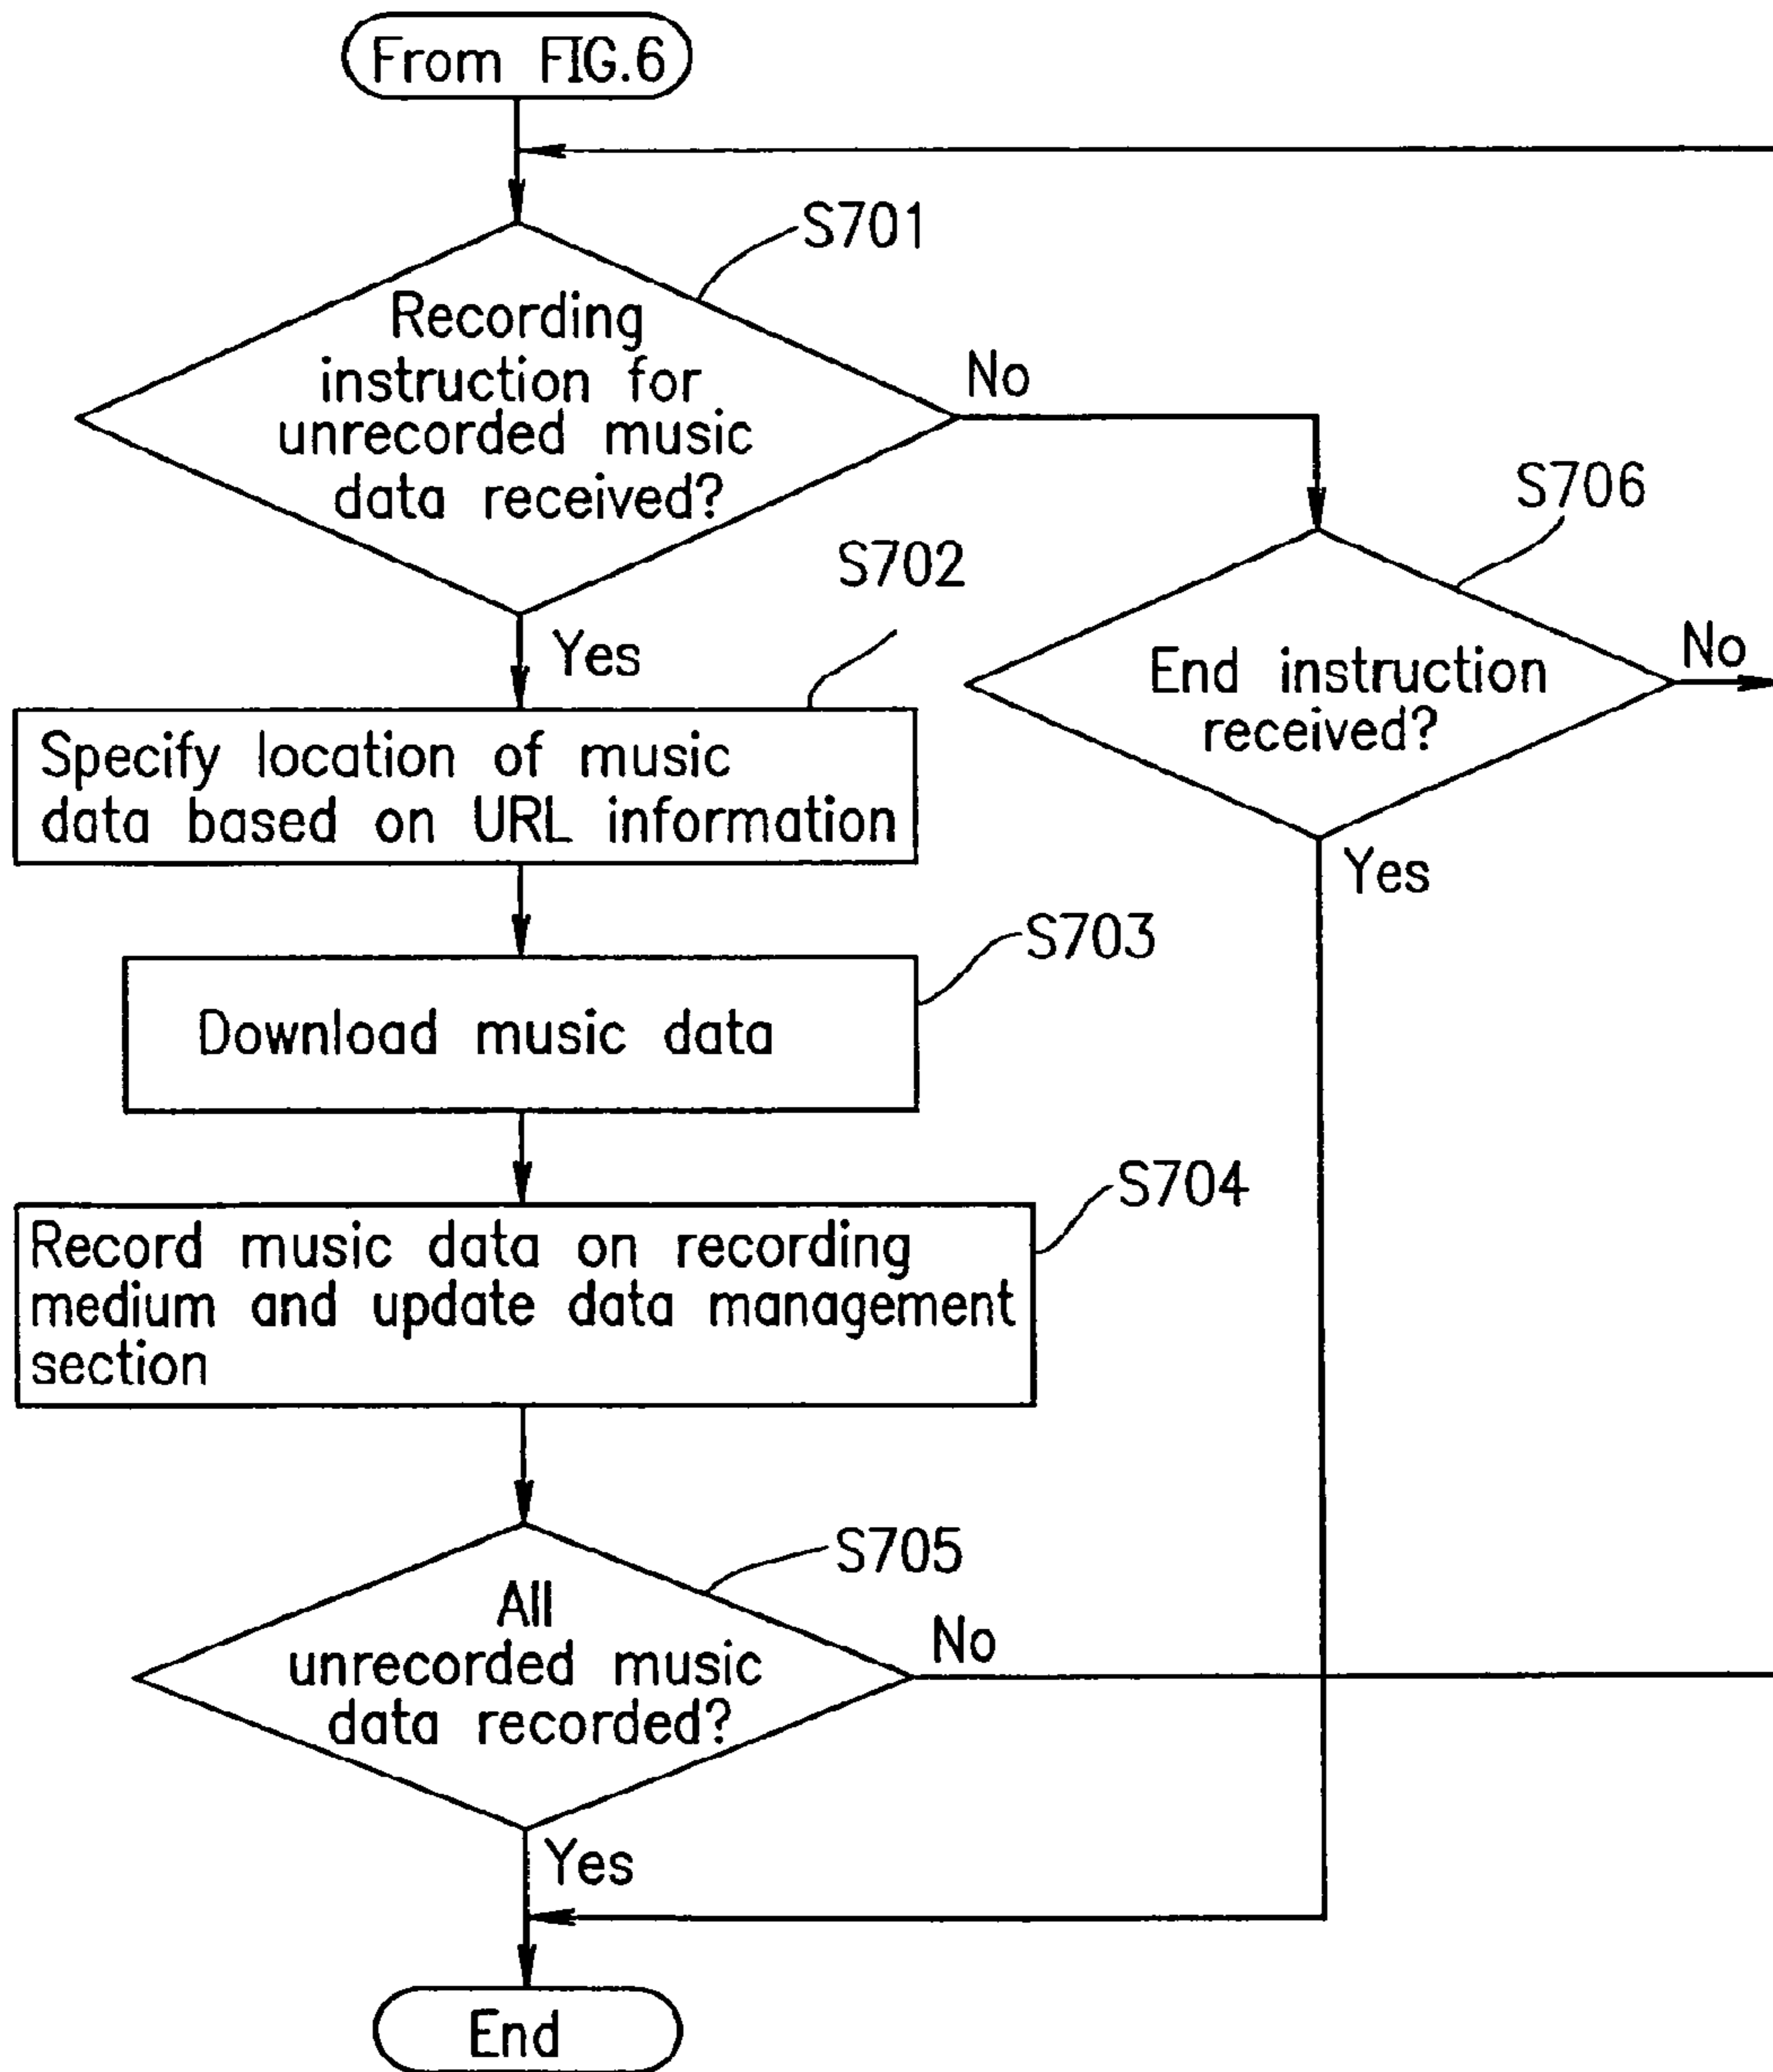 From FIG.6
S701
Recording
instruction for
unrecorded music
data received?
No
S706
S702
Yes
End instruction
received?
No
Specify location of music
data based on URL information
Yes
S703
Download music data
S704
Record music data on recording
medium and update data management
section
S705
All
unrecorded music
data recorded?
No
Yes
End